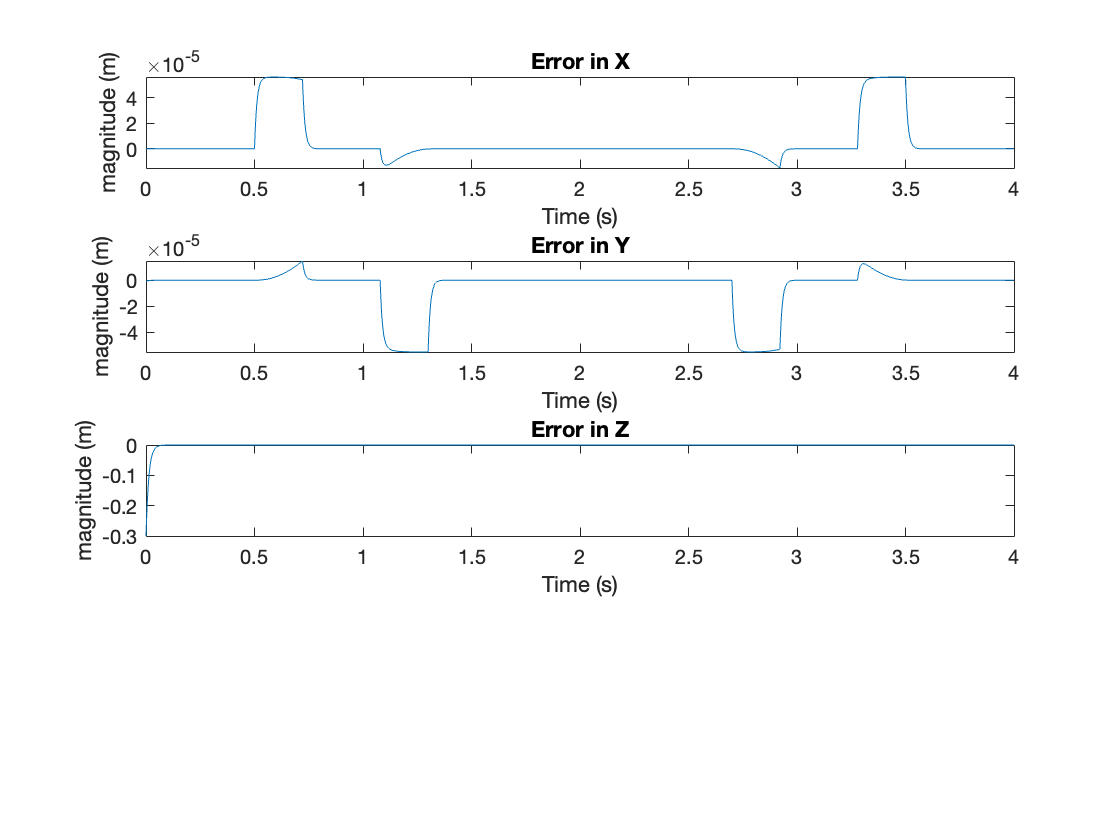 Error in X
×10⁻⁵
magnitude (m)
4
2
0
0 0.5 1 1.5 2 2.5 3 3.5 4
Time (s)
Error in Y
×10⁻⁵
magnitude (m)
0
-2
-4
0 0.5 1 1.5 2 2.5 3 3.5 4
Time (s)
Error in Z
magnitude (m)
0
-0.1
-0.2
-0.3
0 0.5 1 1.5 2 2.5 3 3.5 4
Time (s)